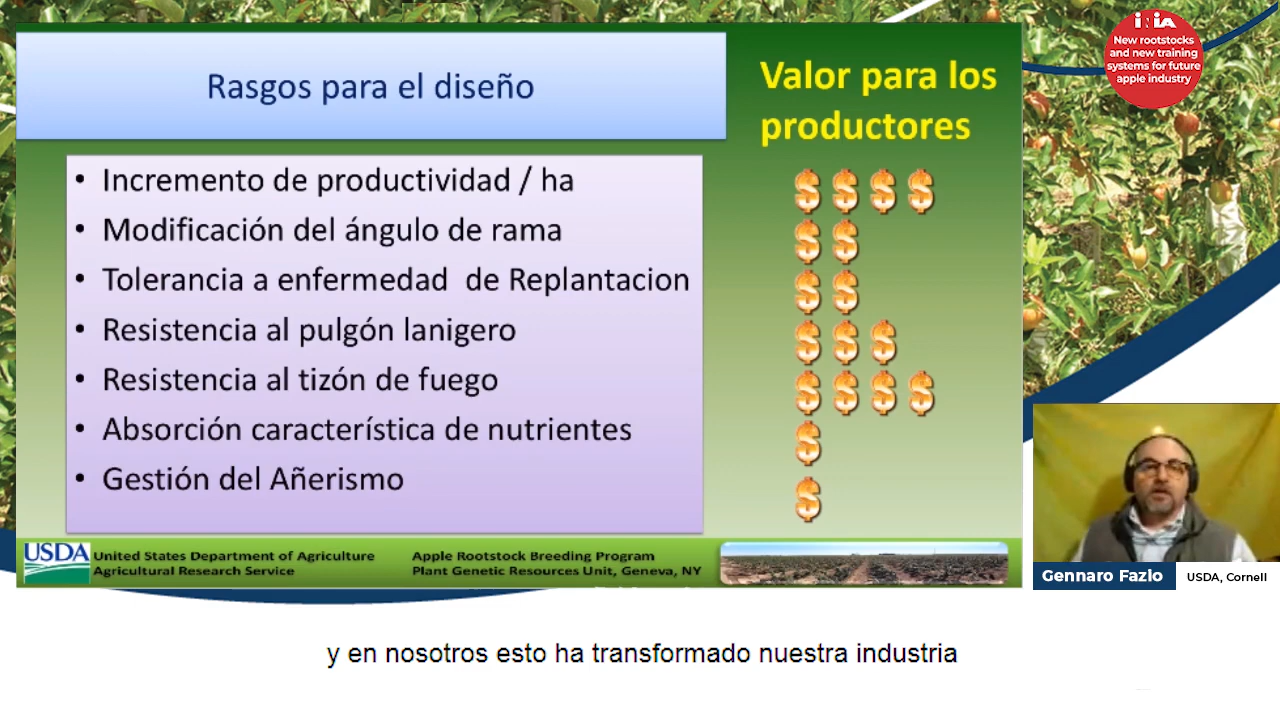 Rasgos para el diseño
Valor para los
productores
• Incremento de productividad / ha
• Modificación del ángulo de rama
• Tolerancia a enfermedad de Replantacion
• Resistencia al pulgón lanigero
• Resistencia al tizón de fuego
• Absorción característica de nutrientes
• Gestión del Añerismo
$ $ $ $
$ $
$ $
$ $ $
$ $ $ $
$
$
USDA
United States Department of Agriculture
Agricultural Research Service
Apple Rootstock Breeding Program
Plant Genetic Resources Unit, Geneva, NY
INIA
New rootstocks
and new training
systems for future
apple industry
Gennaro Fazio
USDA, Cornell
y en nosotros esto ha transformado nuestra industria